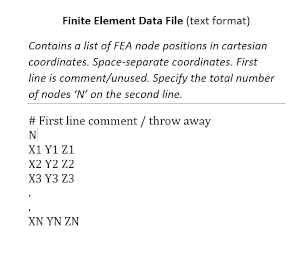 Finite Element Data File (text format)
Contains a list of FEA node positions in cartesian
coordinates. Space-separate coordinates. First
line is comment/unused. Specify the total number
of nodes ‘N’ on the second line.
# First line comment / throw away
N
X1 Y1 Z1
X2 Y2 Z2
X3 Y3 Z3
.
.
XN YN ZN